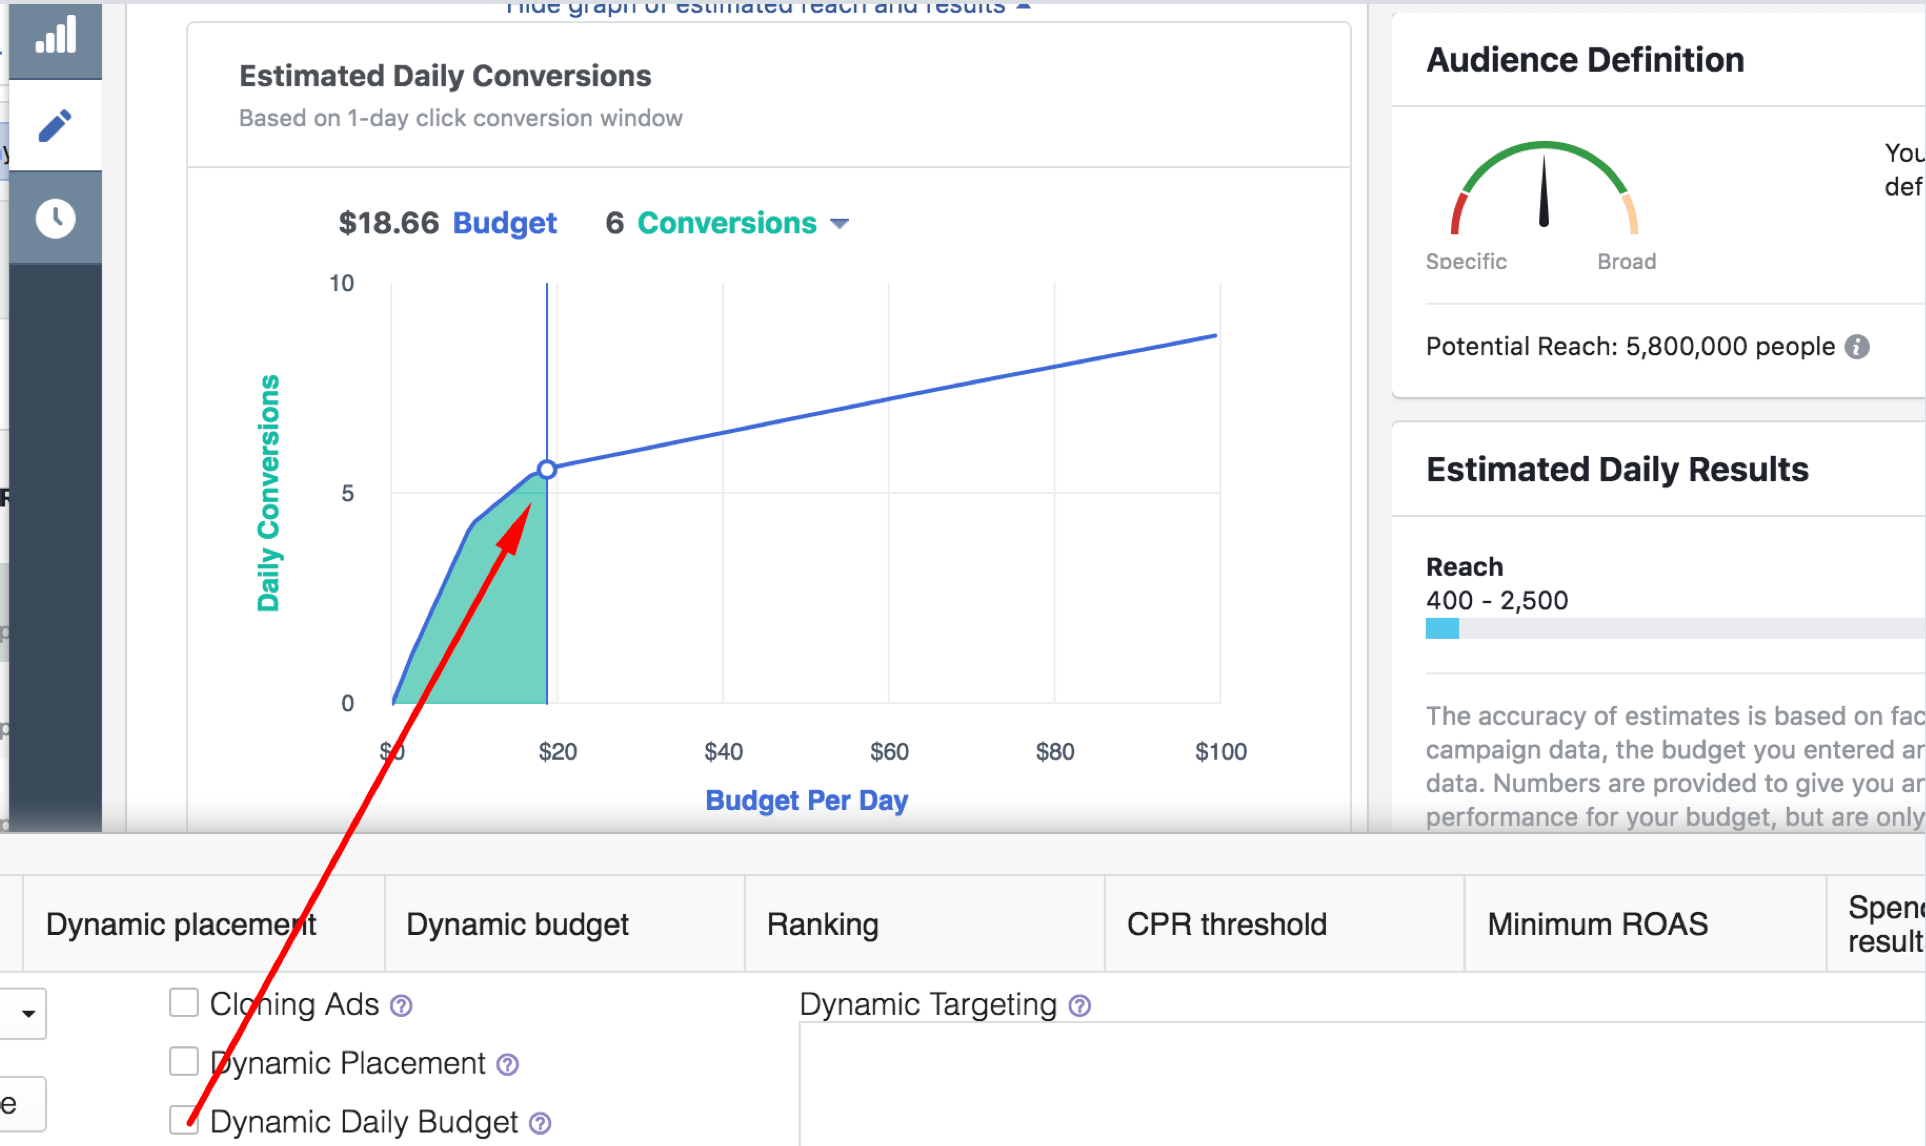 Hide graph of estimated reach and results
Estimated Daily Conversions
Based on 1-day click conversion window
$18.66 Budget 6 Conversions
10
5
0
Daily Conversions
$0 $20 $40 $60 $80 $100
Budget Per Day
Audience Definition
You
def
Specific Broad
Potential Reach: 5,800,000 people
Estimated Daily Results
Reach
400 - 2,500
The accuracy of estimates is based on fac
campaign data, the budget you entered ar
data. Numbers are provided to give you ar
performance for your budget, but are only
Dynamic placement Dynamic budget Ranking CPR threshold Minimum ROAS
Spend
result
Cloning Ads ?
Dynamic Placement ?
Dynamic Daily Budget ?
Dynamic Targeting ?
e